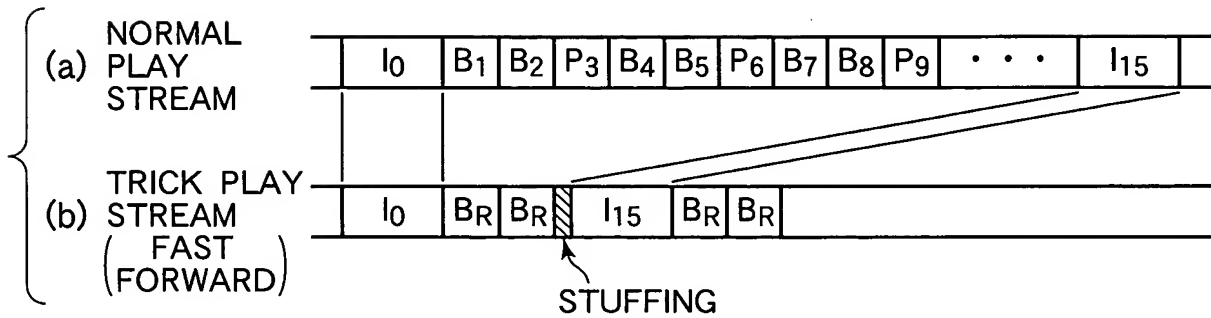 (a) NORMAL PLAY STREAM
I0 B1 B2 P3 B4 B5 P6 B7 B8 P9 · · · I15
(b) TRICK PLAY STREAM (FAST FORWARD)
I0 BR BR I15 BR BR
STUFFING